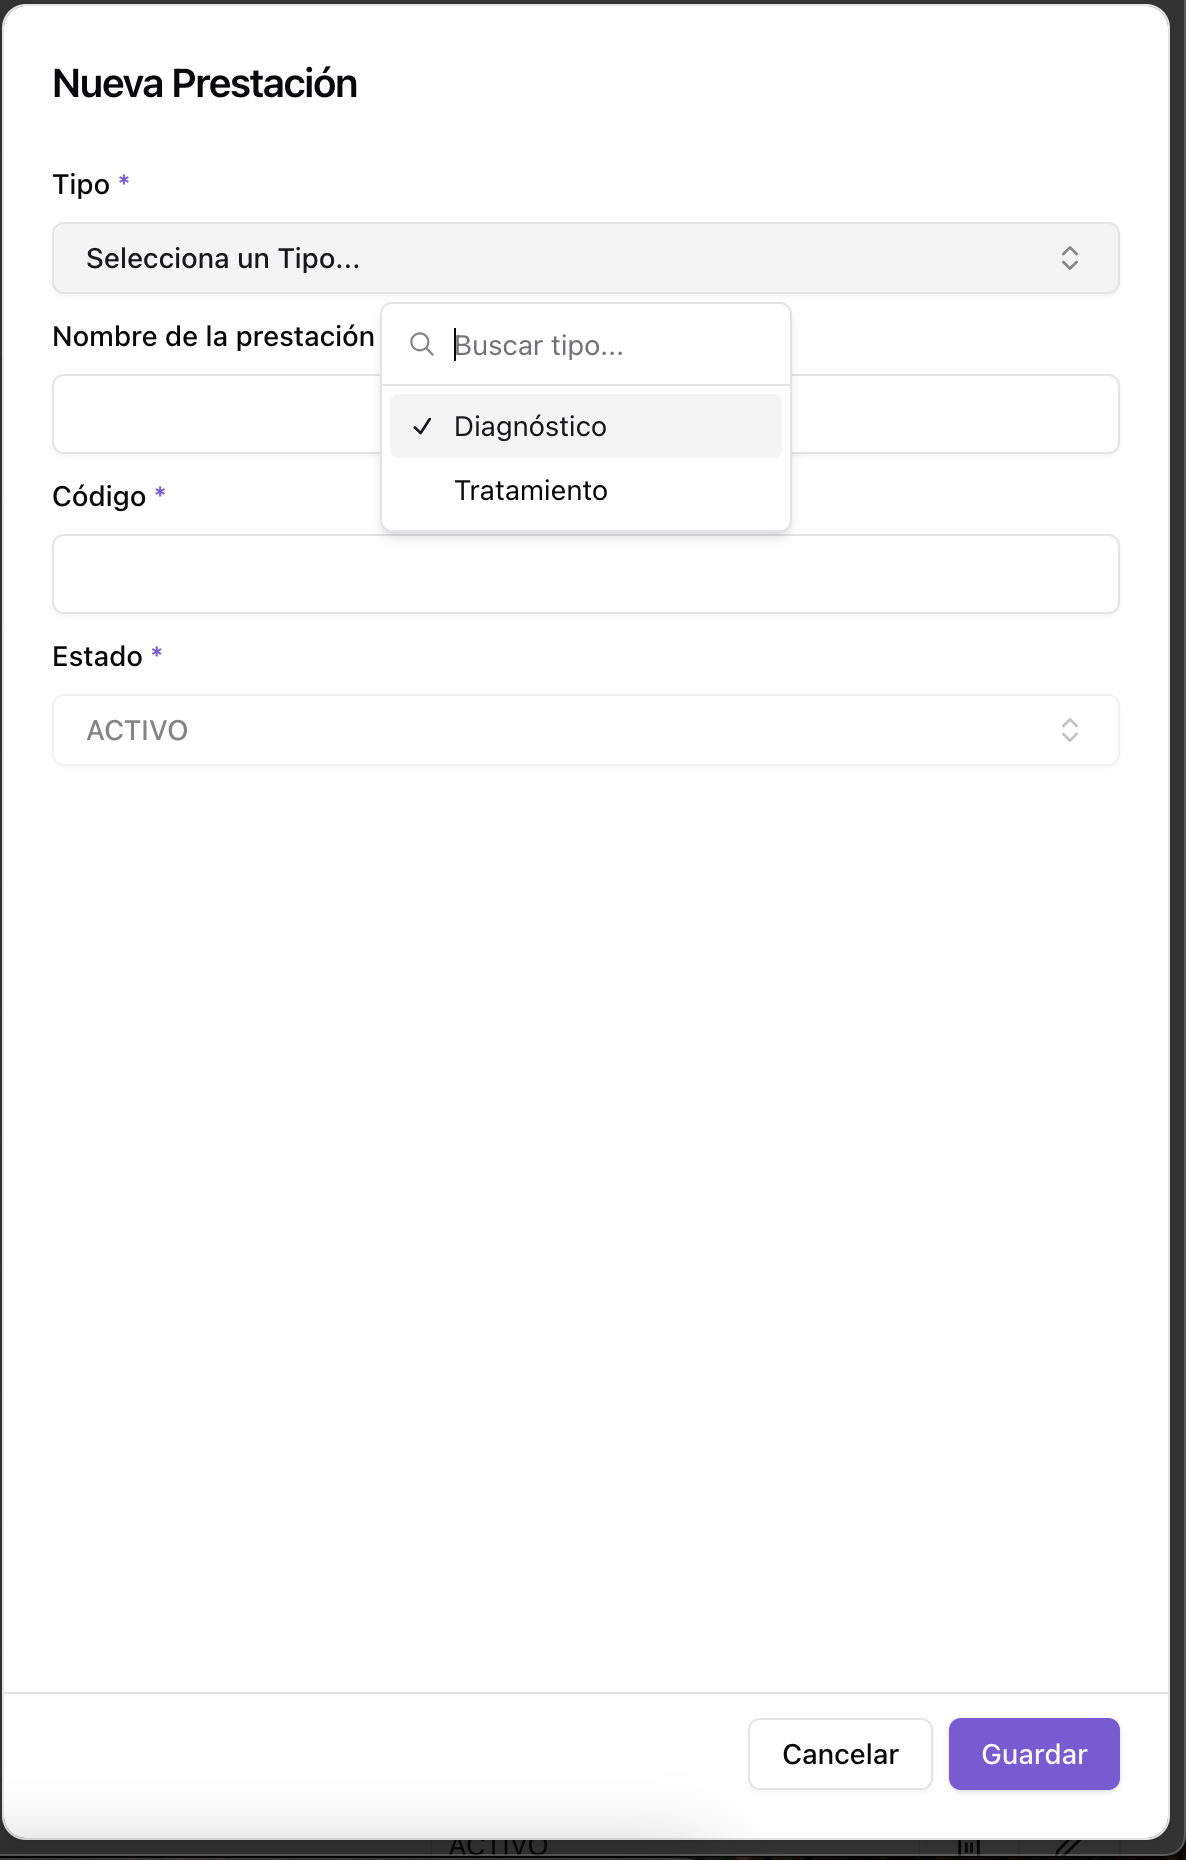 Nueva Prestación
Tipo *
Selecciona un Tipo...
Nombre de la prestación
Buscar tipo...
Diagnóstico
Tratamiento
Código *
Estado *
ACTIVO
Cancelar
Guardar
ACTIVO